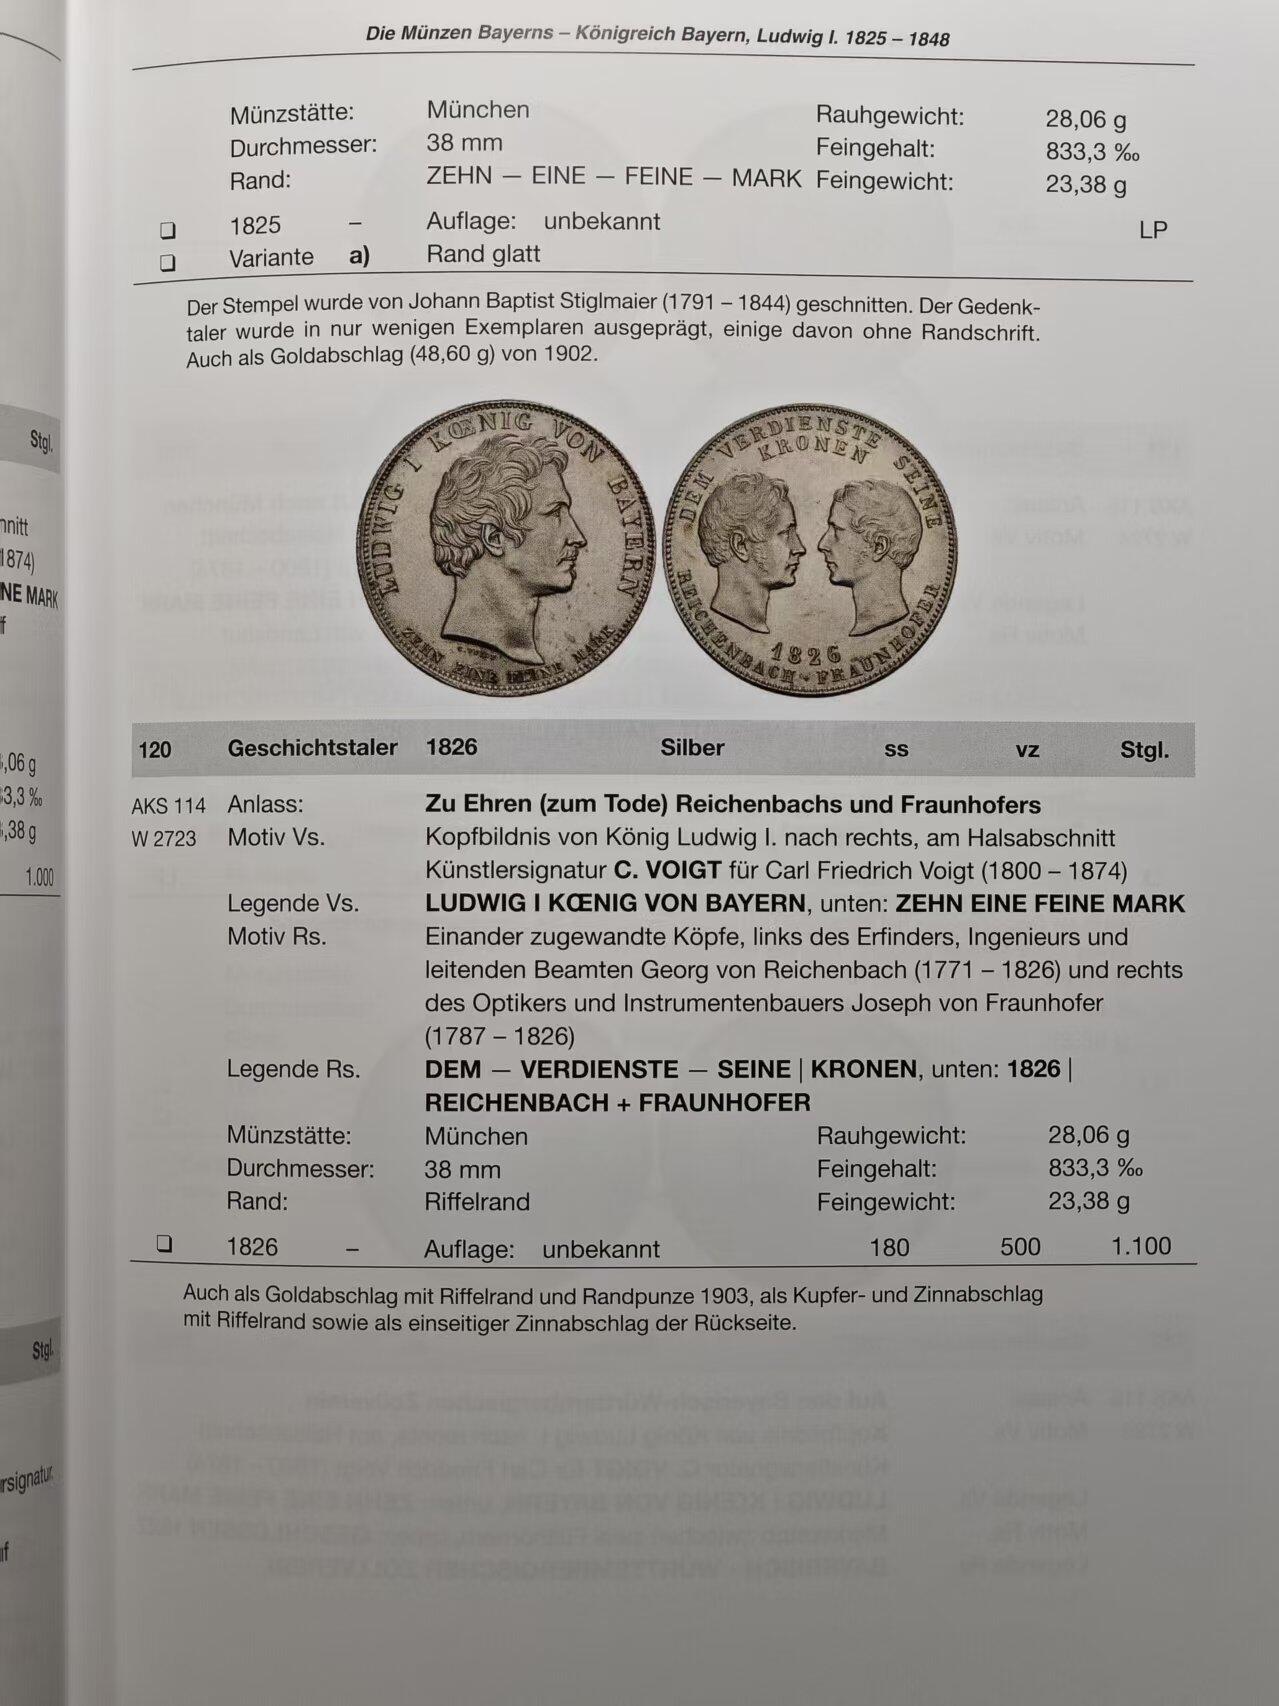 Die Münzen Bayerns – Königreich Bayern, Ludwig I. 1825 – 1848
Münzstätte: München Rauhgewicht: 28,06 g
Durchmesser: 38 mm Feingehalt: 833,3 ‰
Rand: ZEHN — EINE — FEINE — MARK Feingewicht: 23,38 g
❏ 1825 – Auflage: unbekannt LP
❏ Variante a) Rand glatt
Der Stempel wurde von Johann Baptist Stiglmaier (1791 – 1844) geschnitten. Der Gedenk-
taler wurde in nur wenigen Exemplaren ausgeprägt, einige davon ohne Randschrift.
Auch als Goldabschlag (48,60 g) von 1902.
LUDWIG I KŒNIG VON BAYERN
ZEHN EINE FEINE MARK
DEM VERDIENSTE SEINE
KRONEN
1826
REICHENBACH + FRAUNHOFER
120 Geschichtstaler 1826 Silber ss vz Stgl.
AKS 114 Anlass: Zu Ehren (zum Tode) Reichenbachs und Fraunhofers
W 2723 Motiv Vs. Kopfbildnis von König Ludwig I. nach rechts, am Halsabschnitt
Künstlersignatur C. VOIGT für Carl Friedrich Voigt (1800 – 1874)
Legende Vs. LUDWIG I KŒNIG VON BAYERN, unten: ZEHN EINE FEINE MARK
Motiv Rs. Einander zugewandte Köpfe, links des Erfinders, Ingenieurs und
leitenden Beamten Georg von Reichenbach (1771 – 1826) und rechts
des Optikers und Instrumentenbauers Joseph von Fraunhofer
(1787 – 1826)
Legende Rs. DEM — VERDIENSTE — SEINE | KRONEN, unten: 1826 |
REICHENBACH + FRAUNHOFER
Münzstätte: München Rauhgewicht: 28,06 g
Durchmesser: 38 mm Feingehalt: 833,3 ‰
Rand: Riffelrand Feingewicht: 23,38 g
❏ 1826 – Auflage: unbekannt 180 500 1.100
Auch als Goldabschlag mit Riffelrand und Randpunze 1903, als Kupfer- und Zinnabschlag
mit Riffelrand sowie als einseitiger Zinnabschlag der Rückseite.
Stgl.
1874)
NE MARK
,06 g
3,3 ‰
,38 g
1.000
Stgl.
rsignatur